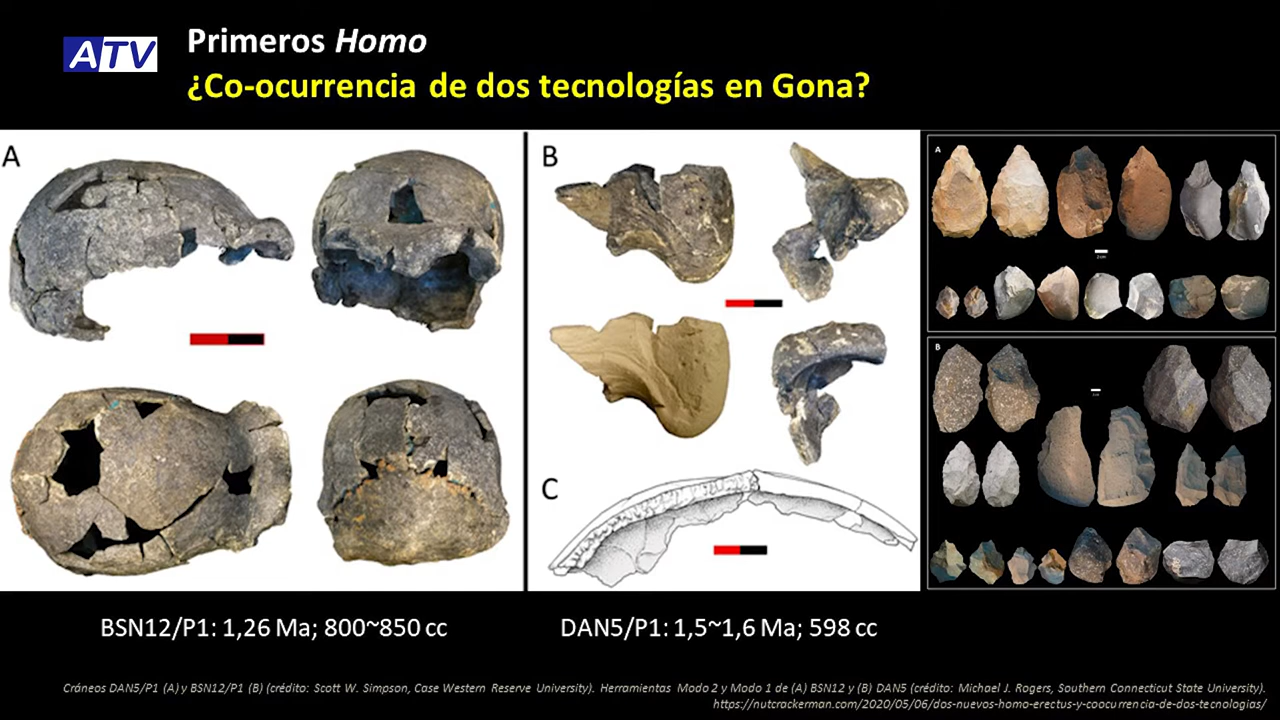 ATV
Primeros Homo
¿Co-ocurrencia de dos tecnologías en Gona?
A
B
C
A
2 cm
B
BSN12/P1: 1,26 Ma; 800~850 cc
DAN5/P1: 1,5~1,6 Ma; 598 cc
Cráneos DAN5/P1 (A) y BSN12/P1 (B) (crédito: Scott W. Simpson, Case Western Reserve University). Herramientas Modo 2 y Modo 1 de (A) BSN12 y (B) DAN5 (crédito: Michael J. Rogers, Southern Connecticut State University).
https://nutcrackerman.com/2020/05/06/dos-nuevos-homo-erectus-y-coocurrencia-de-dos-tecnologias/